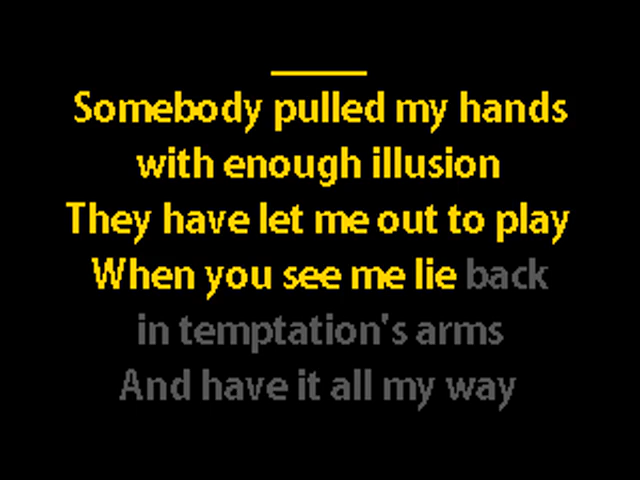 Somebody pulled my hands
with enough illusion
They have let me out to play
When you see me lie back
in temptation's arms
And have it all my way